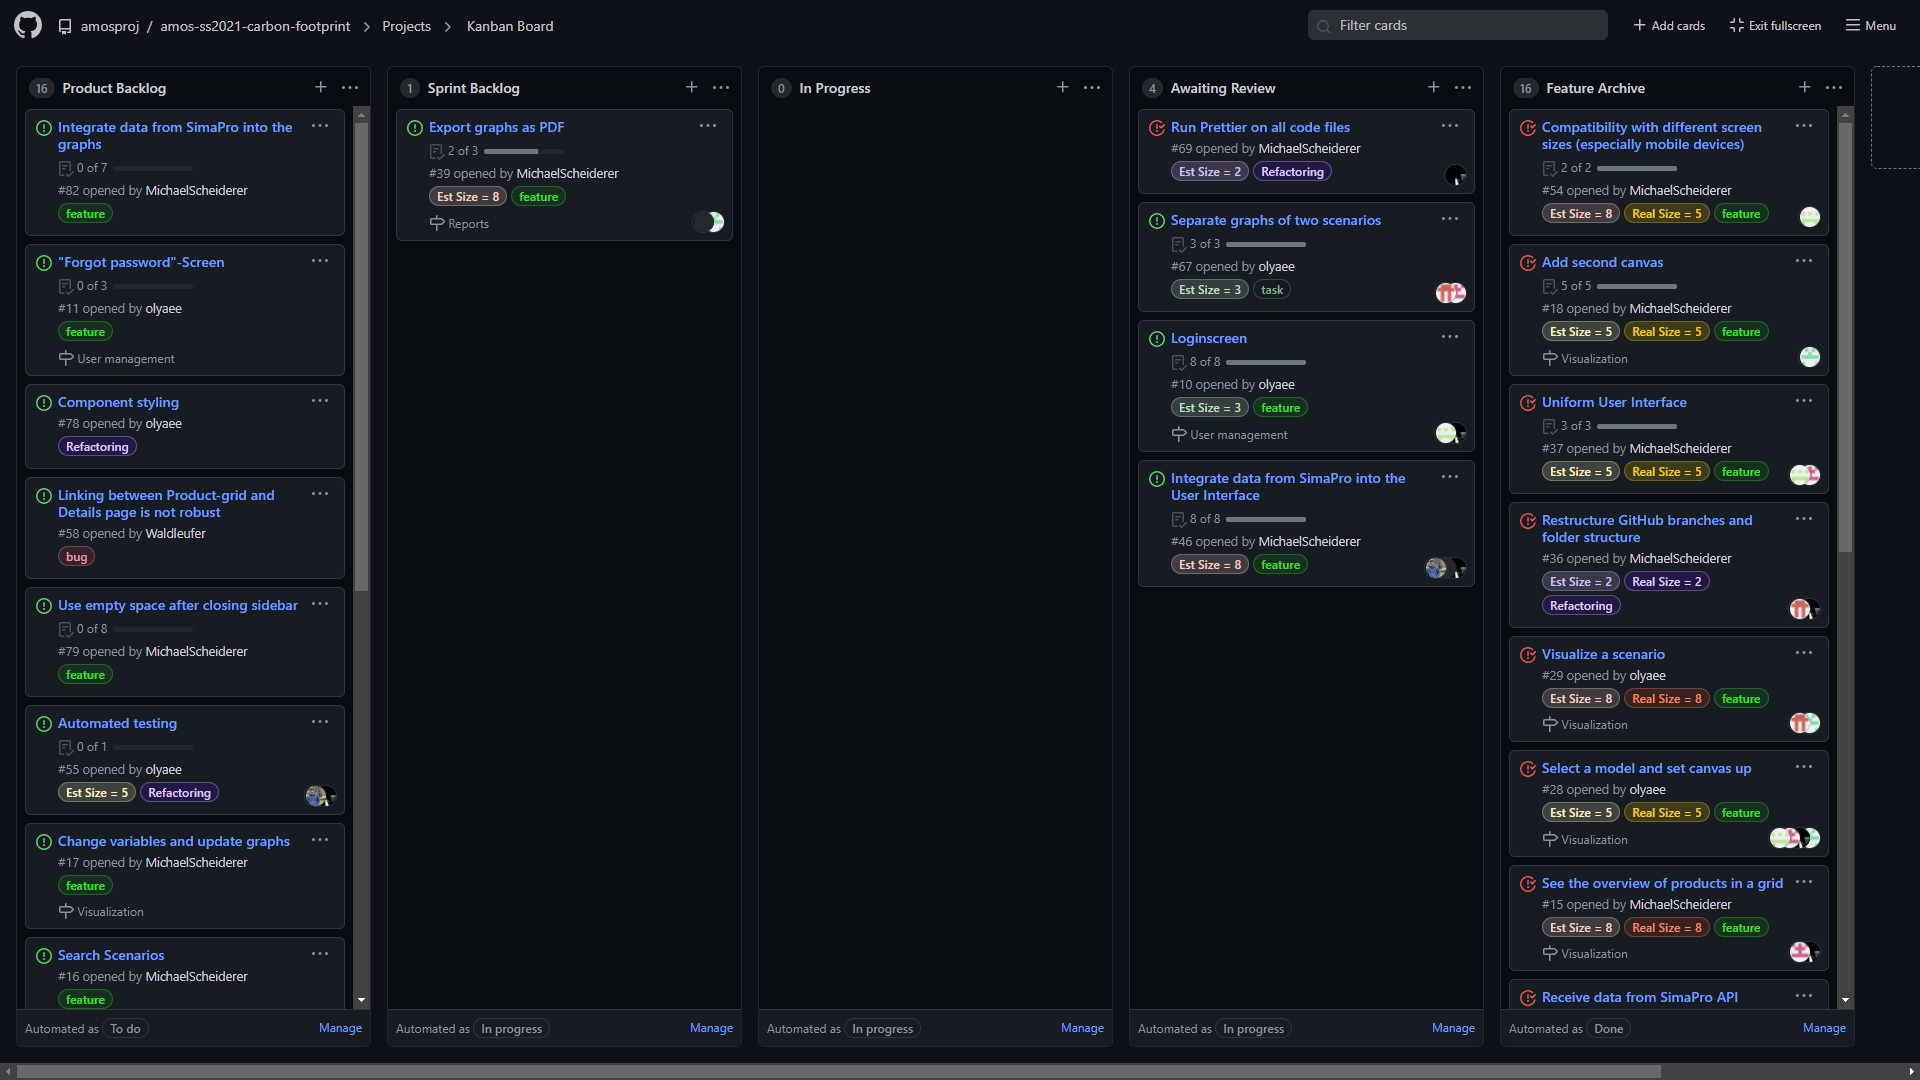 amosproj / amos-ss2021-carbon-footprint > Projects > Kanban Board
Filter cards
Add cards
Exit fullscreen
Menu
16 Product Backlog
Integrate data from SimaPro into the
graphs
0 of 7
#82 opened by MichaelScheiderer
feature
"Forgot password"-Screen
0 of 3
#11 opened by olyaee
feature
User management
Component styling
#78 opened by olyaee
Refactoring
Linking between Product-grid and
Details page is not robust
#58 opened by Waldleufer
bug
Use empty space after closing sidebar
0 of 8
#79 opened by MichaelScheiderer
feature
Automated testing
0 of 1
#55 opened by olyaee
Est Size = 5 Refactoring
Change variables and update graphs
#17 opened by MichaelScheiderer
feature
Visualization
Search Scenarios
#16 opened by MichaelScheiderer
feature
Automated as To do Manage
1 Sprint Backlog
Export graphs as PDF
2 of 3
#39 opened by MichaelScheiderer
Est Size = 8 feature
Reports
Automated as In progress Manage
0 In Progress
Automated as In progress Manage
4 Awaiting Review
Run Prettier on all code files
#69 opened by MichaelScheiderer
Est Size = 2 Refactoring
Separate graphs of two scenarios
3 of 3
#67 opened by olyaee
Est Size = 3 task
Loginscreen
8 of 8
#10 opened by olyaee
Est Size = 3 feature
User management
Integrate data from SimaPro into the
User Interface
8 of 8
#46 opened by MichaelScheiderer
Est Size = 8 feature
Automated as In progress Manage
16 Feature Archive
Compatibility with different screen
sizes (especially mobile devices)
2 of 2
#54 opened by MichaelScheiderer
Est Size = 8 Real Size = 5 feature
Add second canvas
5 of 5
#18 opened by MichaelScheiderer
Est Size = 5 Real Size = 5 feature
Visualization
Uniform User Interface
3 of 3
#37 opened by MichaelScheiderer
Est Size = 5 Real Size = 5 feature
Restructure GitHub branches and
folder structure
#36 opened by MichaelScheiderer
Est Size = 2 Real Size = 2
Refactoring
Visualize a scenario
#29 opened by olyaee
Est Size = 8 Real Size = 8 feature
Visualization
Select a model and set canvas up
#28 opened by olyaee
Est Size = 5 Real Size = 5 feature
Visualization
See the overview of products in a grid
#15 opened by MichaelScheiderer
Est Size = 8 Real Size = 8 feature
Visualization
Receive data from SimaPro API
Automated as Done Manage